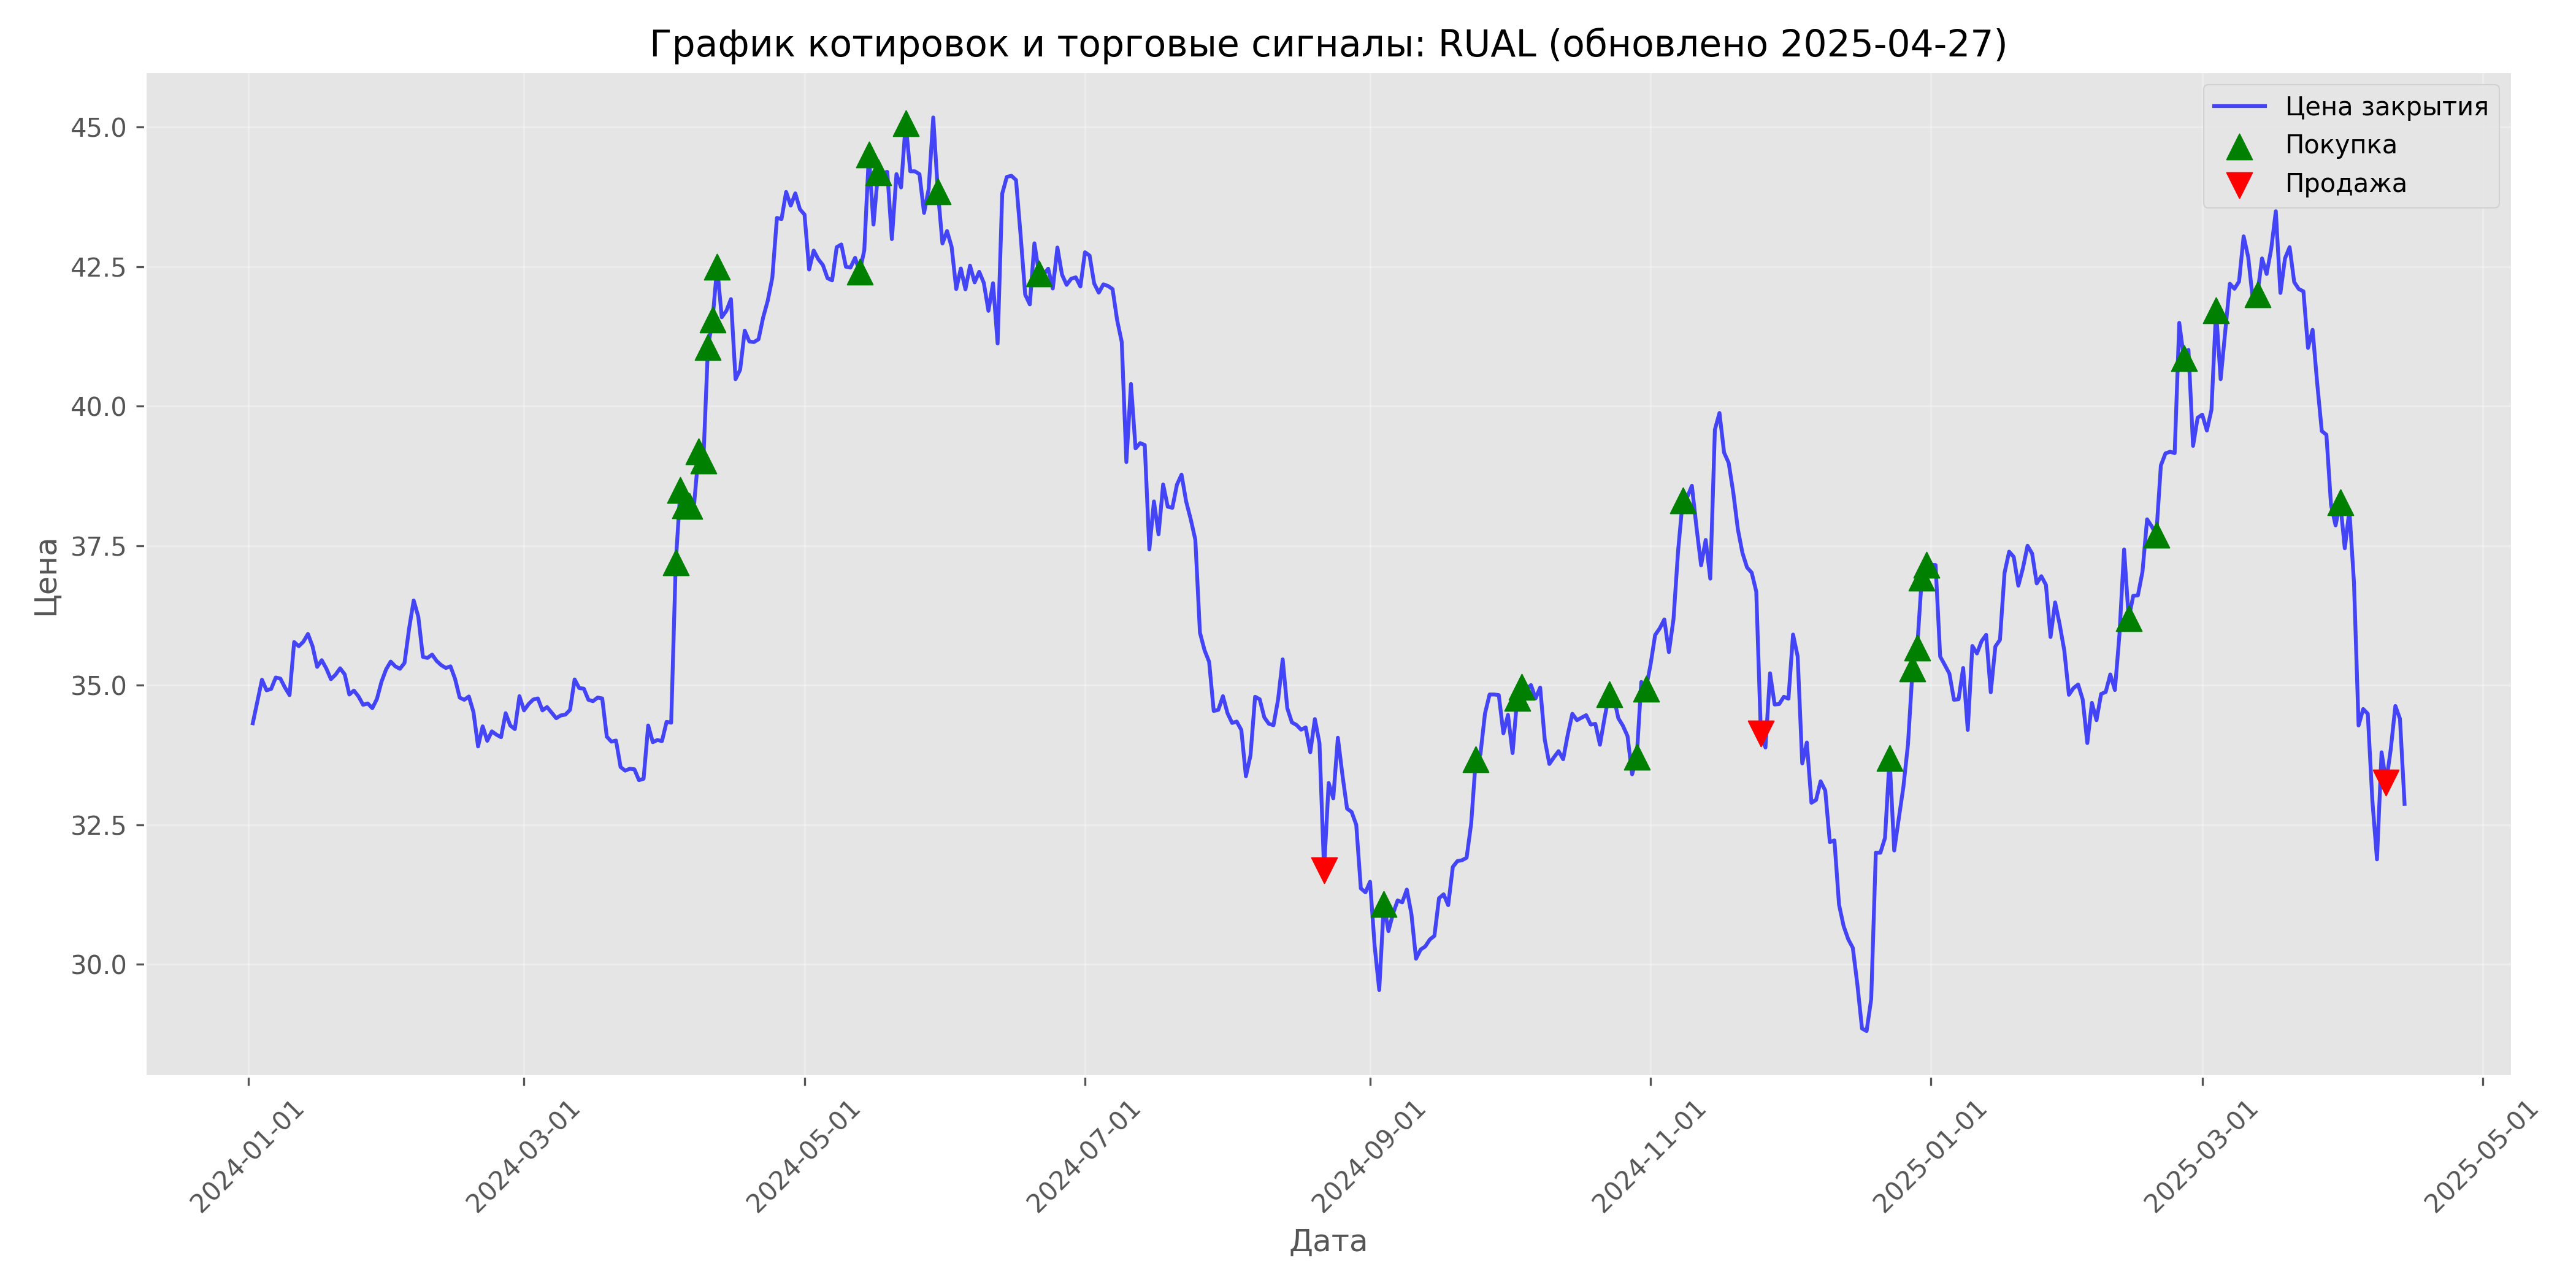 График котировок и торговые сигналы: RUAL (обновлено 2025-04-27)
Цена закрытия
Покупка
Продажа
45.0
42.5
40.0
37.5
35.0
32.5
30.0
Цена
2024-01-01
2024-03-01
2024-05-01
2024-07-01
2024-09-01
2024-11-01
2025-01-01
2025-03-01
2025-05-01
Дата